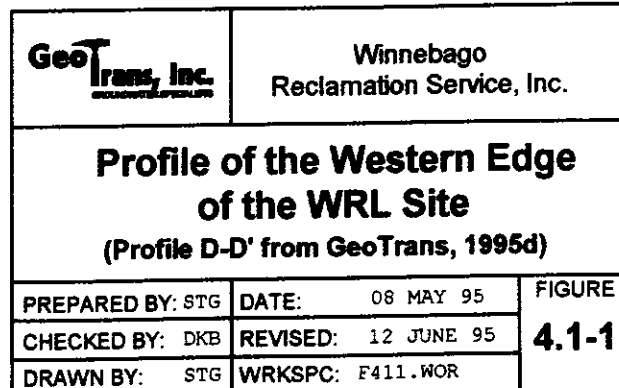 GeoTrans, Inc.
GROUNDWATER SPECIALISTS
Winnebago
Reclamation Service, Inc.
Profile of the Western Edge
of the WRL Site
(Profile D-D' from GeoTrans, 1995d)
PREPARED BY: STG DATE: 08 MAY 95 FIGURE
CHECKED BY: DKB REVISED: 12 JUNE 95 4.1-1
DRAWN BY: STG WRKSPC: F411.WOR